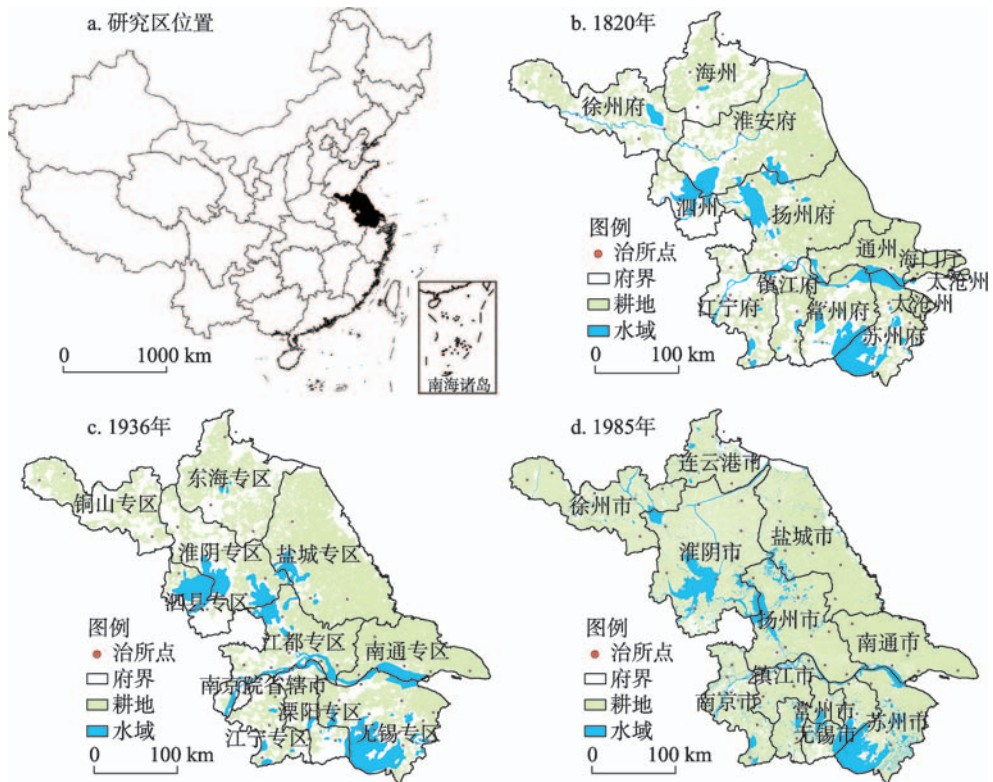 a. 研究区位置
0
1000 km
南海诸岛
b. 1820年
海州
徐州府
淮安府
泗州
扬州府
通州
海门厅
太沧州
镇江府
江宁府
常州府
太沧州
苏州府
图例
治所点
府界
耕地
水域
0
100 km
c. 1936年
东海专区
铜山专区
淮阴专区
盐城专区
泗县专区
江都专区
南通专区
南京院省辖市
溧阳专区
江宁专区
无锡专区
图例
治所点
府界
耕地
水域
0
100 km
d. 1985年
连云港市
徐州市
盐城市
淮阴市
扬州市
南通市
镇江市
南京市
常州市
苏州市
无锡市
图例
治所点
府界
耕地
水域
0
100 km